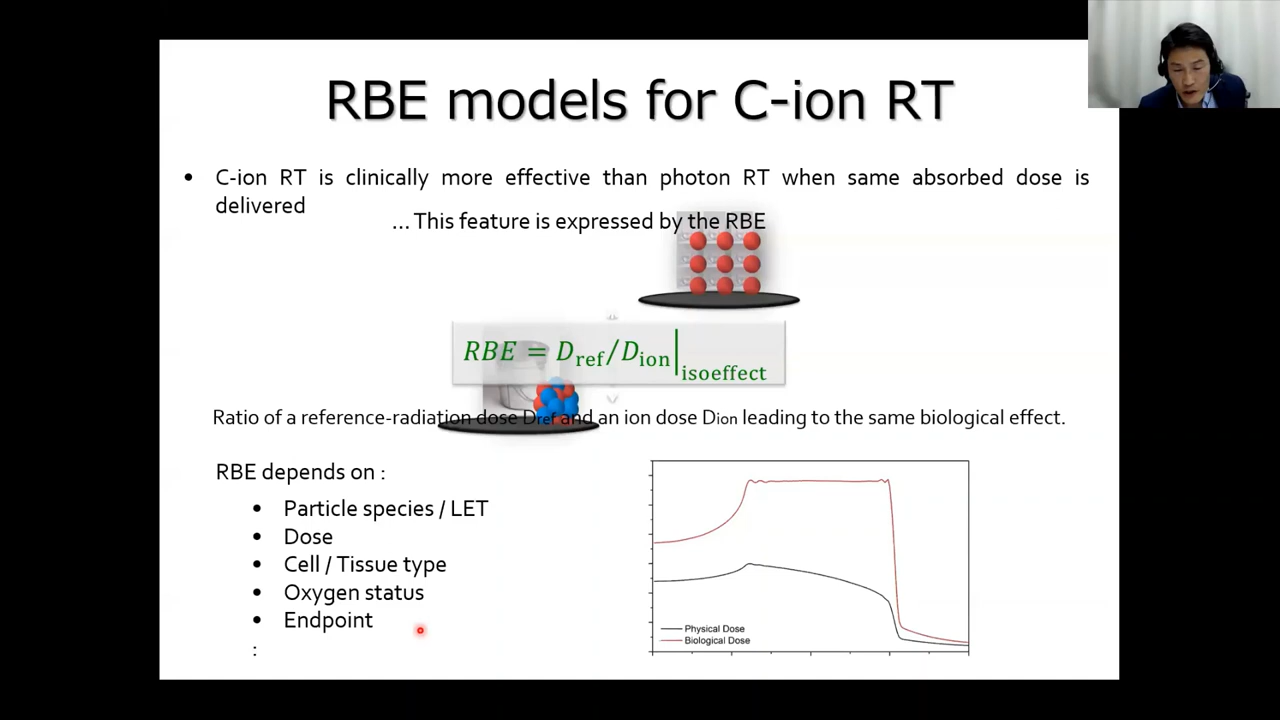 RBE models for C-ion RT
• C-ion RT is clinically more effective than photon RT when same absorbed dose is
delivered
... This feature is expressed by the RBE
RBE = Dref/Dion|isoeffect
Ratio of a reference-radiation dose Dref and an ion dose Dion leading to the same biological effect.
RBE depends on :
• Particle species / LET
• Dose
• Cell / Tissue type
• Oxygen status
• Endpoint
:
Physical Dose
Biological Dose